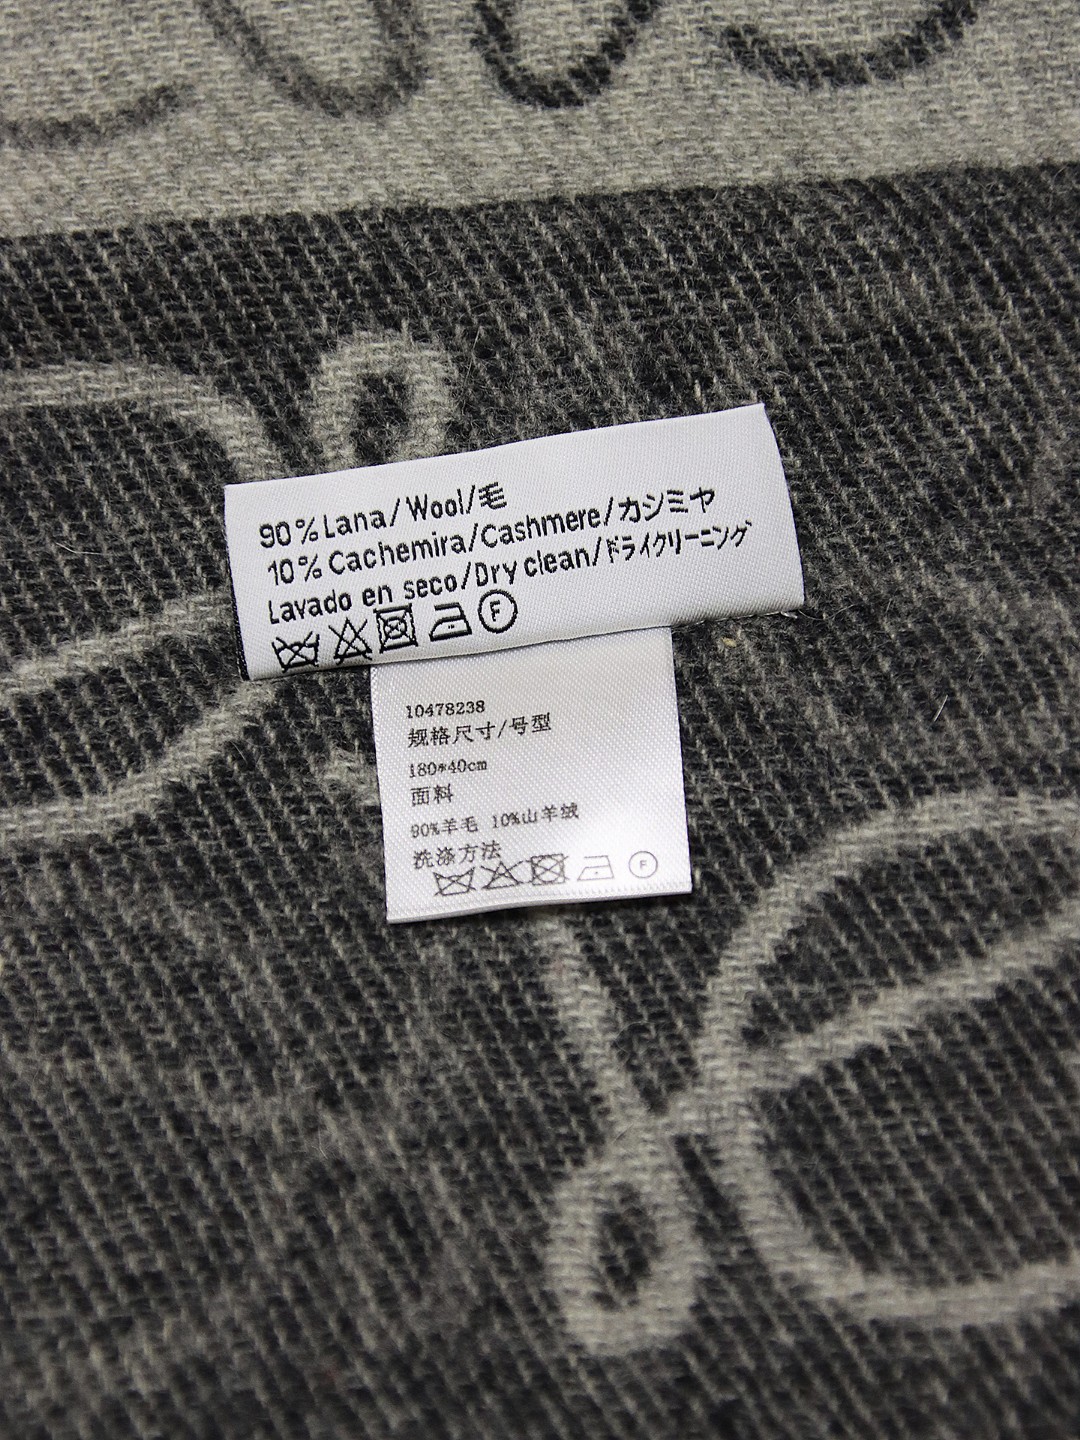 90%Lana/Wool/毛
10%Cachemira/Cashmere/カシミヤ
Lavado en seco/Dry clean/ドライクリーニング
F
10478238
规格尺寸/号型
180*40cm
面料
90%羊毛 10%山羊绒
洗涤方法
F